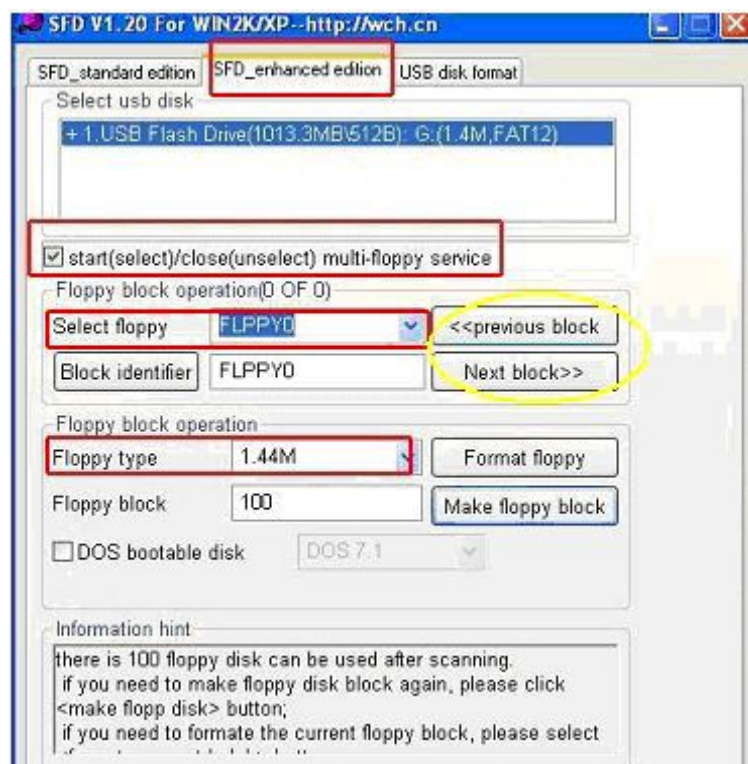 SFD V1.20 For WIN2K/XP--http://wch.cn
SFD_standard edition SFD_enhanced edition USB disk format
Select usb disk
+ 1.USB Flash Drive(1013.3MB\512B): G:(1.4M,FAT12)
start(select)/close(unselect) multi-floppy service
Floppy block operation(0 OF 0)
Select floppy FLPPY0 <<previous block
Block identifier FLPPY0 Next block>>
Floppy block operation
Floppy type 1.44M Format floppy
Floppy block 100 Make floppy block
DOS bootable disk DOS 7.1
Information hint
there is 100 floppy disk can be used after scanning.
if you need to make floppy disk block again, please click
<make flopp disk> button;
if you need to formate the current floppy block, please select